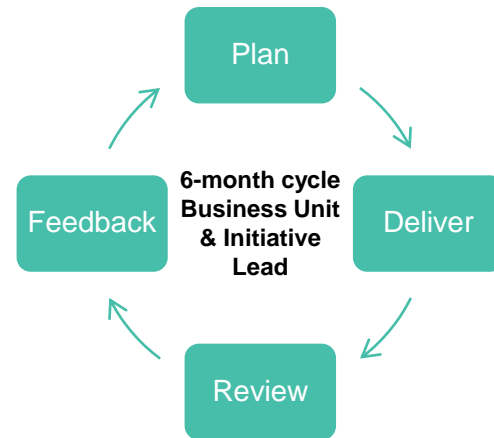 Plan
6-month cycle
Business Unit
& Initiative
Lead
Feedback
Deliver
Review